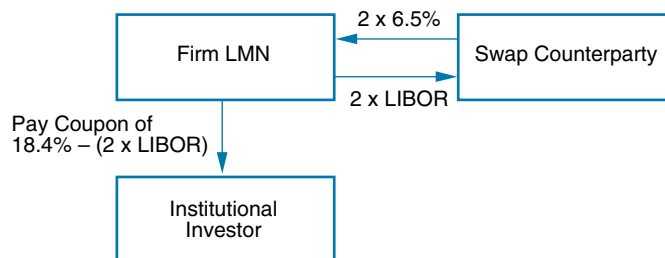 2 x 6.5%
Firm LMN
Swap Counterparty
2 x LIBOR
Pay Coupon of
18.4% – (2 x LIBOR)
Institutional
Investor